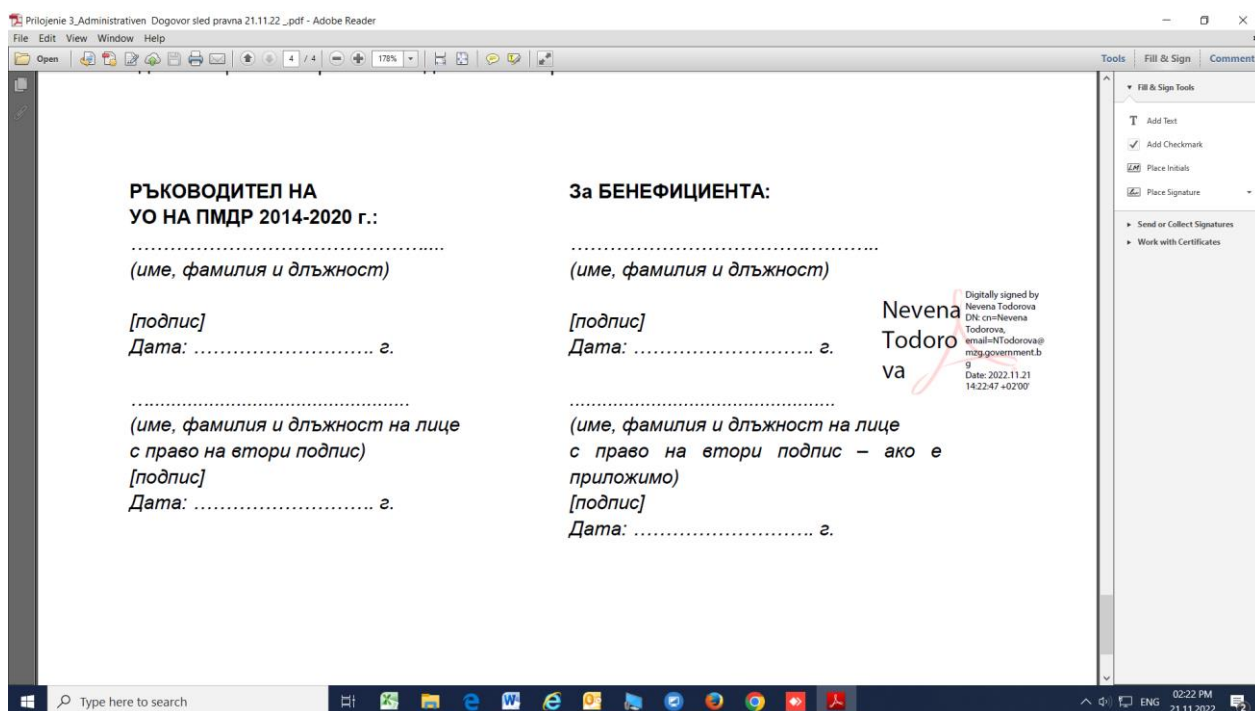 Prilojenie 3_Administrativen Dogovor sled pravna 21.11.22 _.pdf - Adobe Reader
File Edit View Window Help
Open 4 / 4 178% Tools Fill & Sign Comment
РЪКОВОДИТЕЛ НА
УО НА ПМДР 2014-2020 г.:
……………………………………….....
(име, фамилия и длъжност)
[подпис]
Дата: ………………………. г.
…...............................................
(име, фамилия и длъжност на лице
с право на втори подпис)
[подпис]
Дата: ………………………. г.
За БЕНЕФИЦИЕНТА:
………………………………………..
(име, фамилия и длъжност)
[подпис]
Дата: ………………………. г.
................................................
(име, фамилия и длъжност на лице
с право на втори подпис – ако е
приложимо)
[подпис]
Дата: ………………………. г.
Nevena
Todoro
va
Digitally signed by
Nevena Todorova
DN: cn=Nevena
Todorova,
email=NTodorova@
mzg.government.b
g
Date: 2022.11.21
14:22:47 +02'00'
Fill & Sign Tools
Add Text
Add Checkmark
Place Initials
Place Signature
Send or Collect Signatures
Work with Certificates
Type here to search
ENG
02:22 PM
21.11.2022